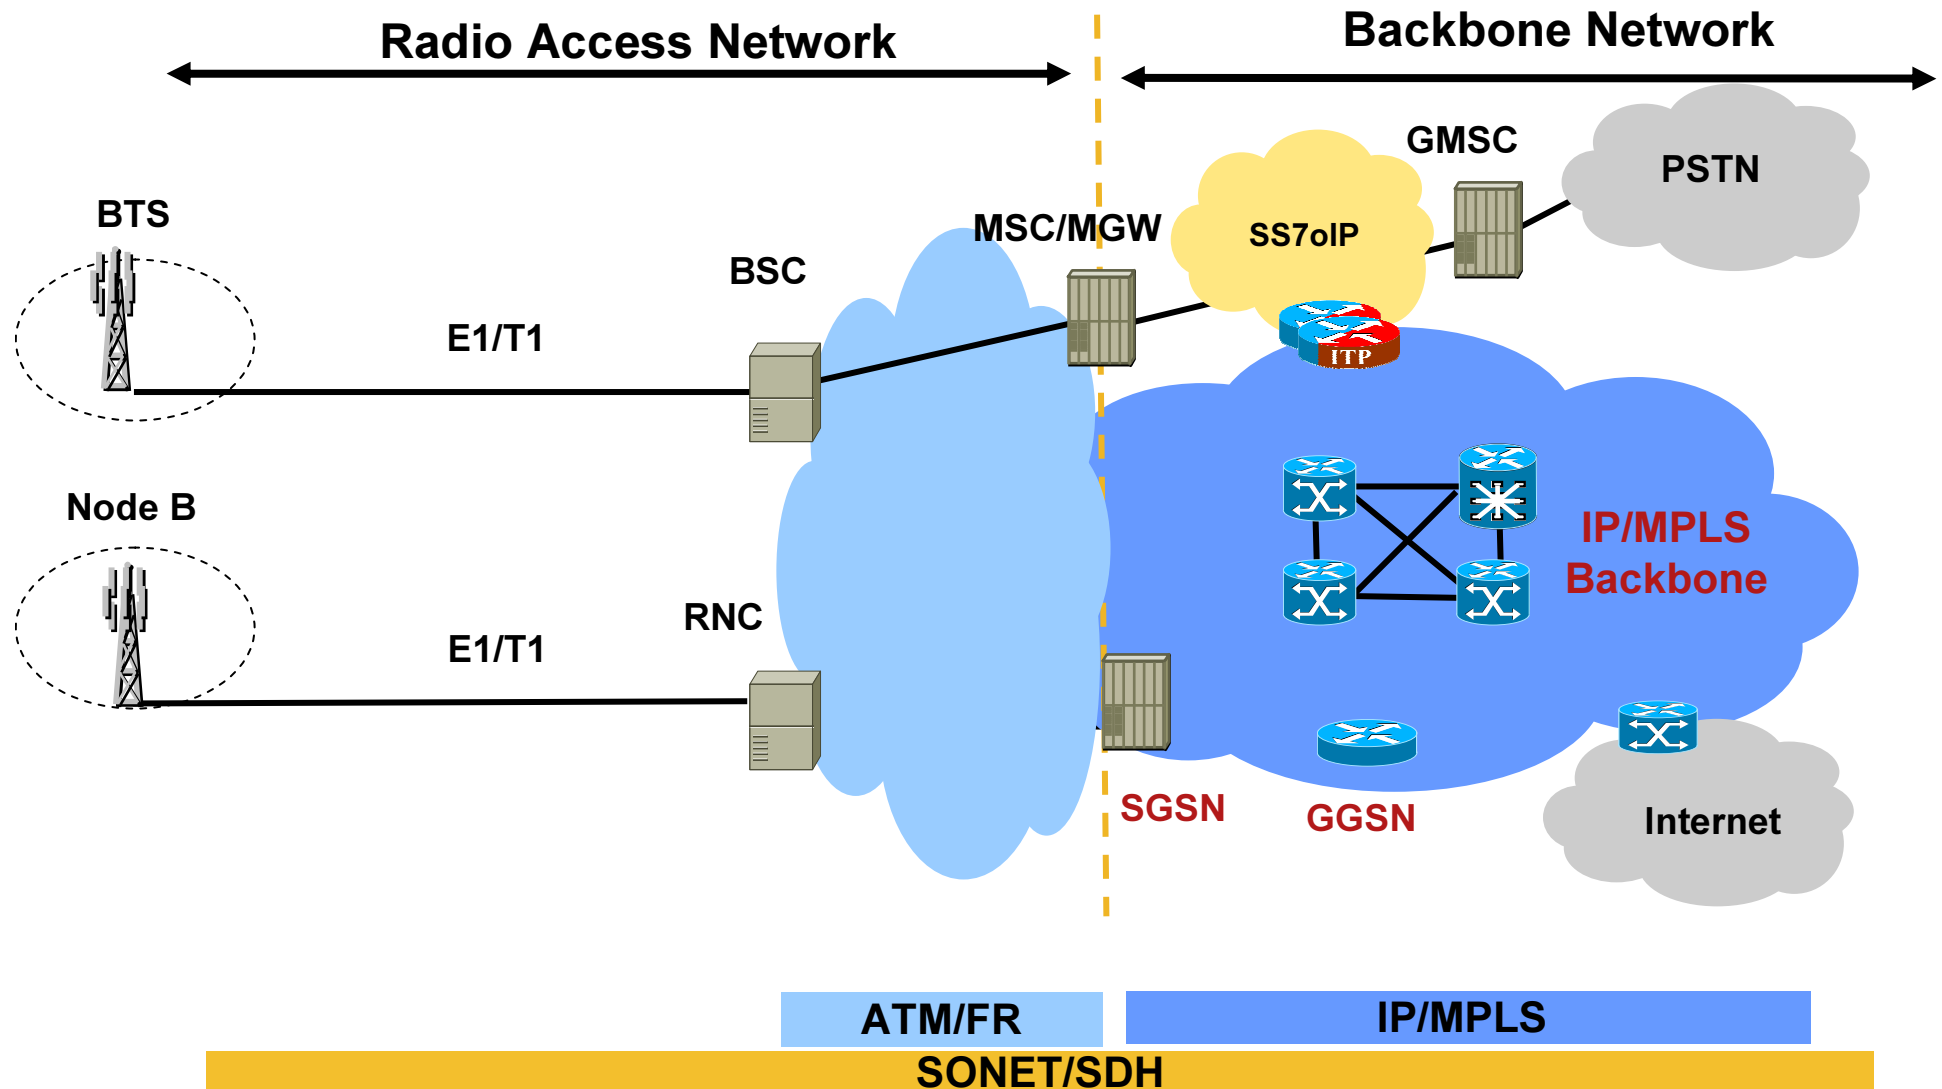 Radio Access Network
Backbone Network
GMSC
PSTN
BTS
MSC/MGW
SS7oIP
BSC
E1/T1
ITP
Node B
IP/MPLS
Backbone
RNC
E1/T1
SGSN
GGSN
Internet
ATM/FR
IP/MPLS
SONET/SDH